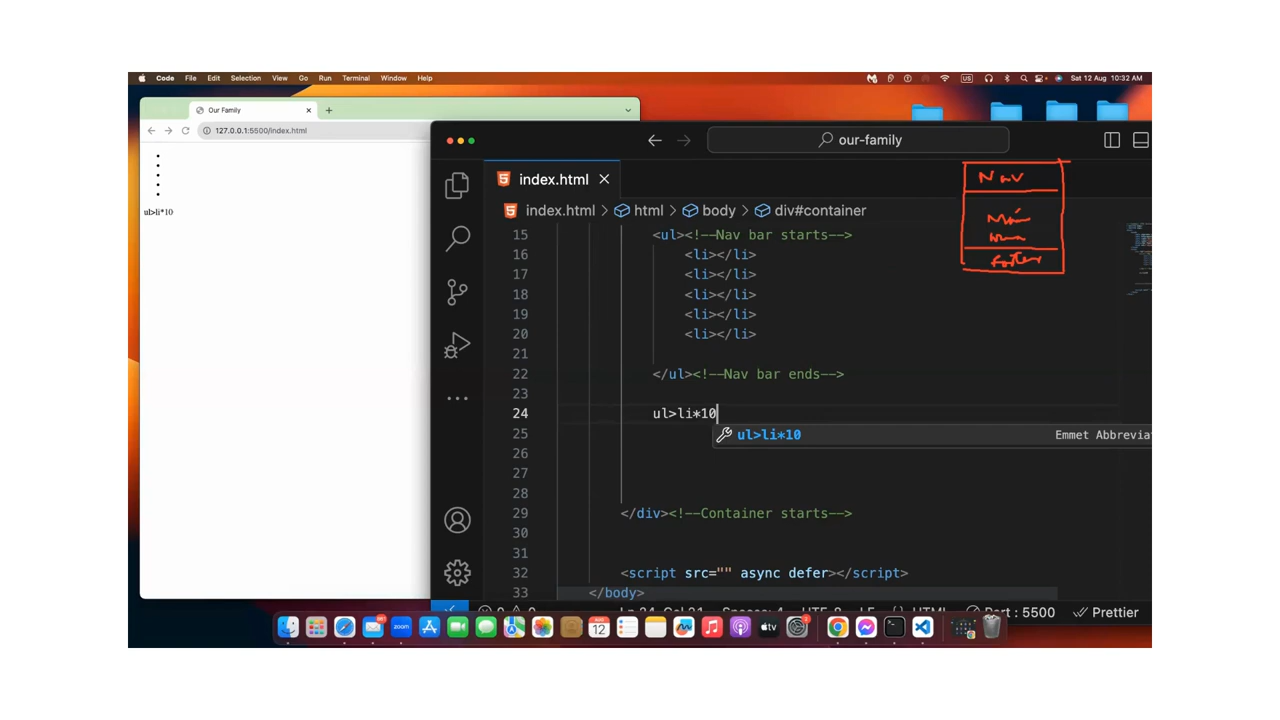 Code File Edit Selection View Go Run Terminal Window Help
US Sat 12 Aug 10:32 AM
Our Family
127.0.0.1:5500/index.html
ul>li*10
our-family
index.html
index.html > html > body > div#container
15 <ul><!--Nav bar starts-->
16 <li></li>
17 <li></li>
18 <li></li>
19 <li></li>
20 <li></li>
21
22 </ul><!--Nav bar ends-->
23
24 ul>li*10
ul>li*10 Emmet Abbrevia
25
26
27
28
29 </div><!--Container starts-->
30
31
32 <script src="" async defer></script>
33 </body>
Nav
footer
Port : 5500 Prettier
12
tv